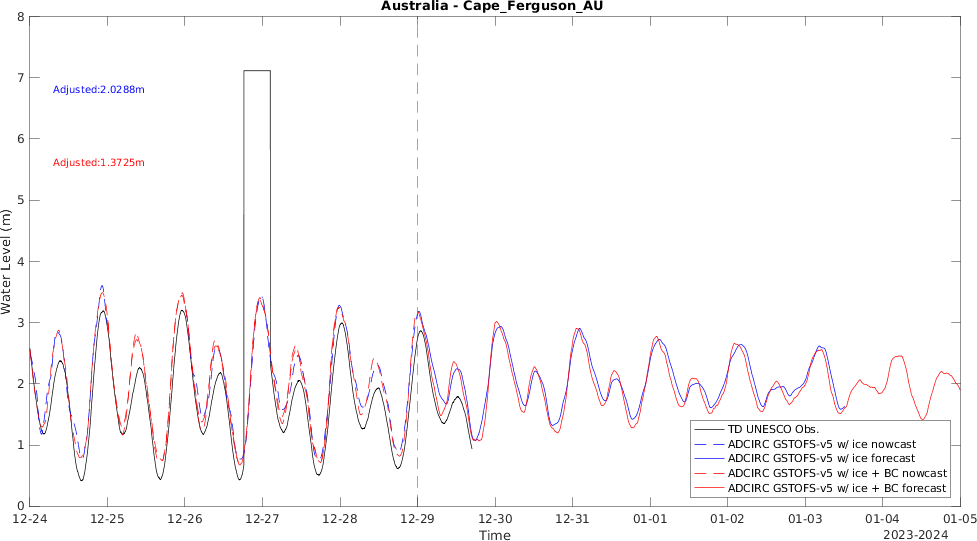 Australia - Cape_Ferguson_AU
8
7
6
5
4
3
2
1
0
Water Level (m)
Adjusted:2.0288m
Adjusted:1.3725m
TD UNESCO Obs.
ADCIRC GSTOFS-v5 w/ ice nowcast
ADCIRC GSTOFS-v5 w/ ice forecast
ADCIRC GSTOFS-v5 w/ ice + BC nowcast
ADCIRC GSTOFS-v5 w/ ice + BC forecast
12-24 12-25 12-26 12-27 12-28 12-29 12-30 12-31 01-01 01-02 01-03 01-04 01-05
Time
2023-2024